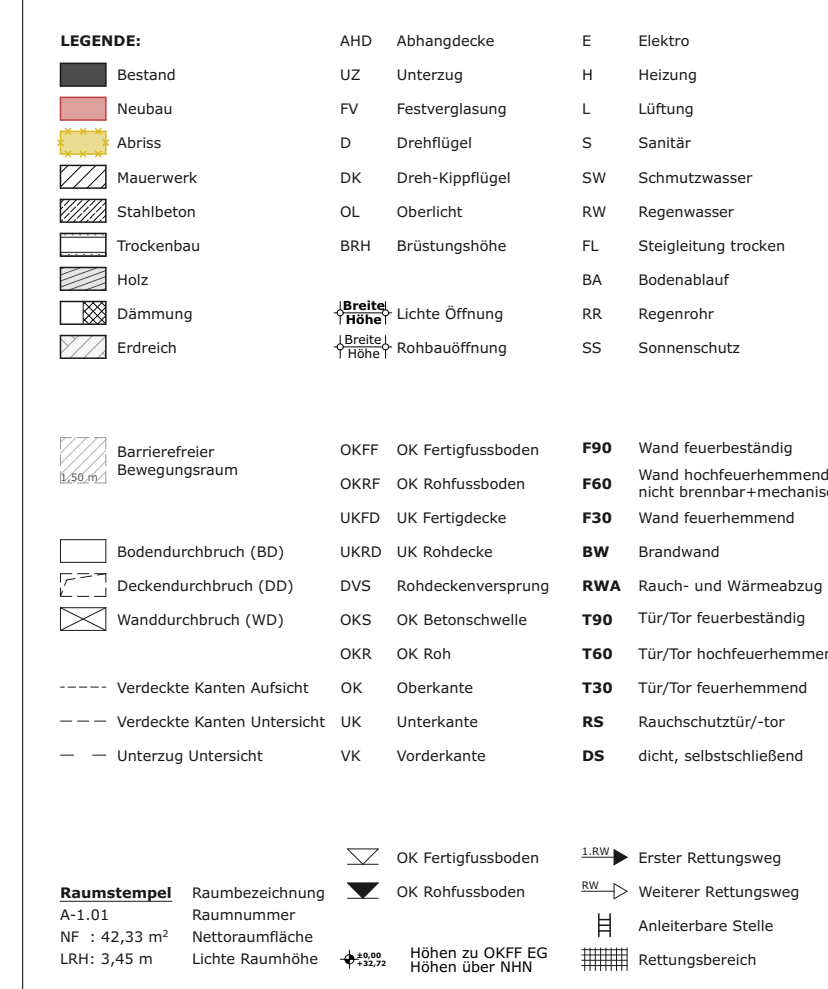 LEGENDE:
Bestand
Neubau
Abriss
Mauerwerk
Stahlbeton
Trockenbau
Holz
Dämmung
Erdreich
1,50 m
Barrierefreier
Bewegungsraum
Bodendurchbruch (BD)
Deckendurchbruch (DD)
Wanddurchbruch (WD)
Verdeckte Kanten Aufsicht
Verdeckte Kanten Untersicht
Unterzug Untersicht
Raumstempel Raumbezeichnung
A-1.01 Raumnummer
NF : 42,33 m² Nettoraumfläche
LRH: 3,45 m Lichte Raumhöhe
AHD Abhangdecke
UZ Unterzug
FV Festverglasung
D Drehflügel
DK Dreh-Kippflügel
OL Oberlicht
BRH Brüstungshöhe
Breite
Höhe
Lichte Öffnung
Breite
Höhe
Rohbauöffnung
OKFF OK Fertigfussboden
OKRF OK Rohfussboden
UKFD UK Fertigdecke
UKRD UK Rohdecke
DVS Rohdeckenversprung
OKS OK Betonschwelle
OKR OK Roh
OK Oberkante
UK Unterkante
VK Vorderkante
OK Fertigfussboden
OK Rohfussboden
±0,00
+32,72
Höhen zu OKFF EG
Höhen über NHN
E Elektro
H Heizung
L Lüftung
S Sanitär
SW Schmutzwasser
RW Regenwasser
FL Steigleitung trocken
BA Bodenablauf
RR Regenrohr
SS Sonnenschutz
F90 Wand feuerbeständig
F60 Wand hochfeuerhemmend
nicht brennbar+mechanis
F30 Wand feuerhemmend
BW Brandwand
RWA Rauch- und Wärmeabzug
T90 Tür/Tor feuerbeständig
T60 Tür/Tor hochfeuerhemme
T30 Tür/Tor feuerhemmend
RS Rauchschutztür/-tor
DS dicht, selbstschließend
1.RW Erster Rettungsweg
RW Weiterer Rettungsweg
Anleiterbare Stelle
Rettungsbereich